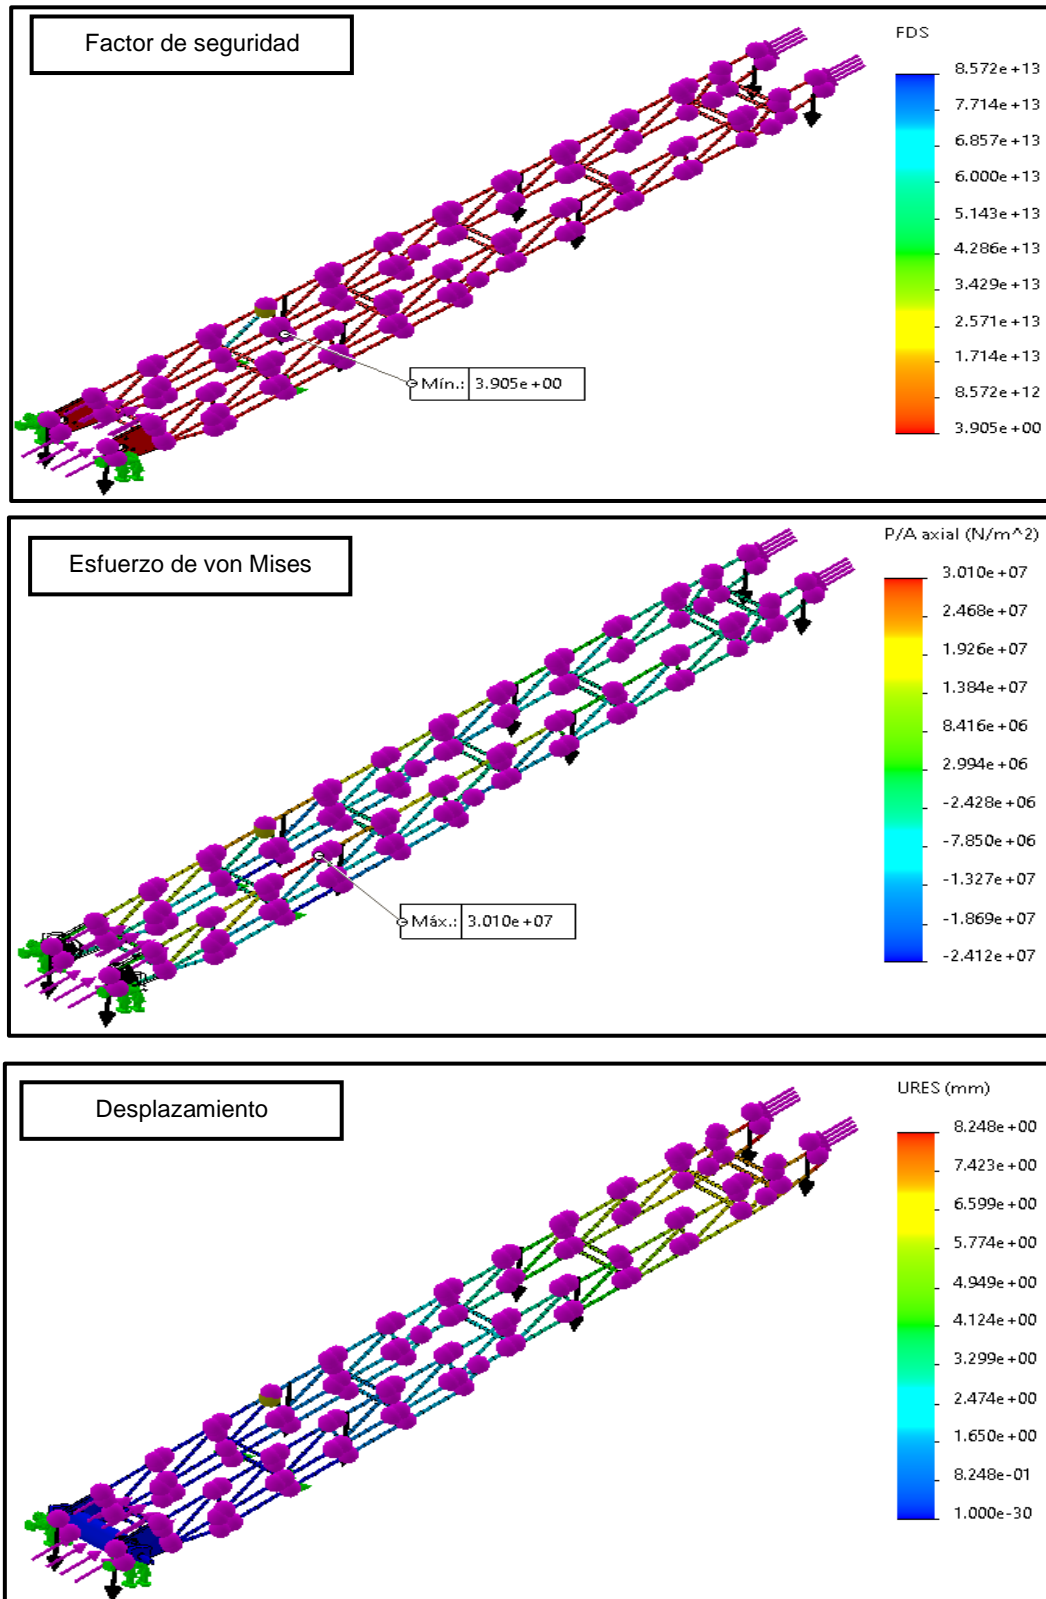 Factor de seguridad
FDS
8.572e+13
7.714e+13
6.857e+13
6.000e+13
5.143e+13
4.286e+13
3.429e+13
2.571e+13
1.714e+13
8.572e+12
3.905e+00
Mín.: 3.905e+00
Esfuerzo de von Mises
P/A axial (N/m^2)
3.010e+07
2.468e+07
1.926e+07
1.384e+07
8.416e+06
2.994e+06
-2.428e+06
-7.850e+06
-1.327e+07
-1.869e+07
-2.412e+07
Máx.: 3.010e+07
Desplazamiento
URES (mm)
8.248e+00
7.423e+00
6.599e+00
5.774e+00
4.949e+00
4.124e+00
3.299e+00
2.474e+00
1.650e+00
8.248e-01
1.000e-30